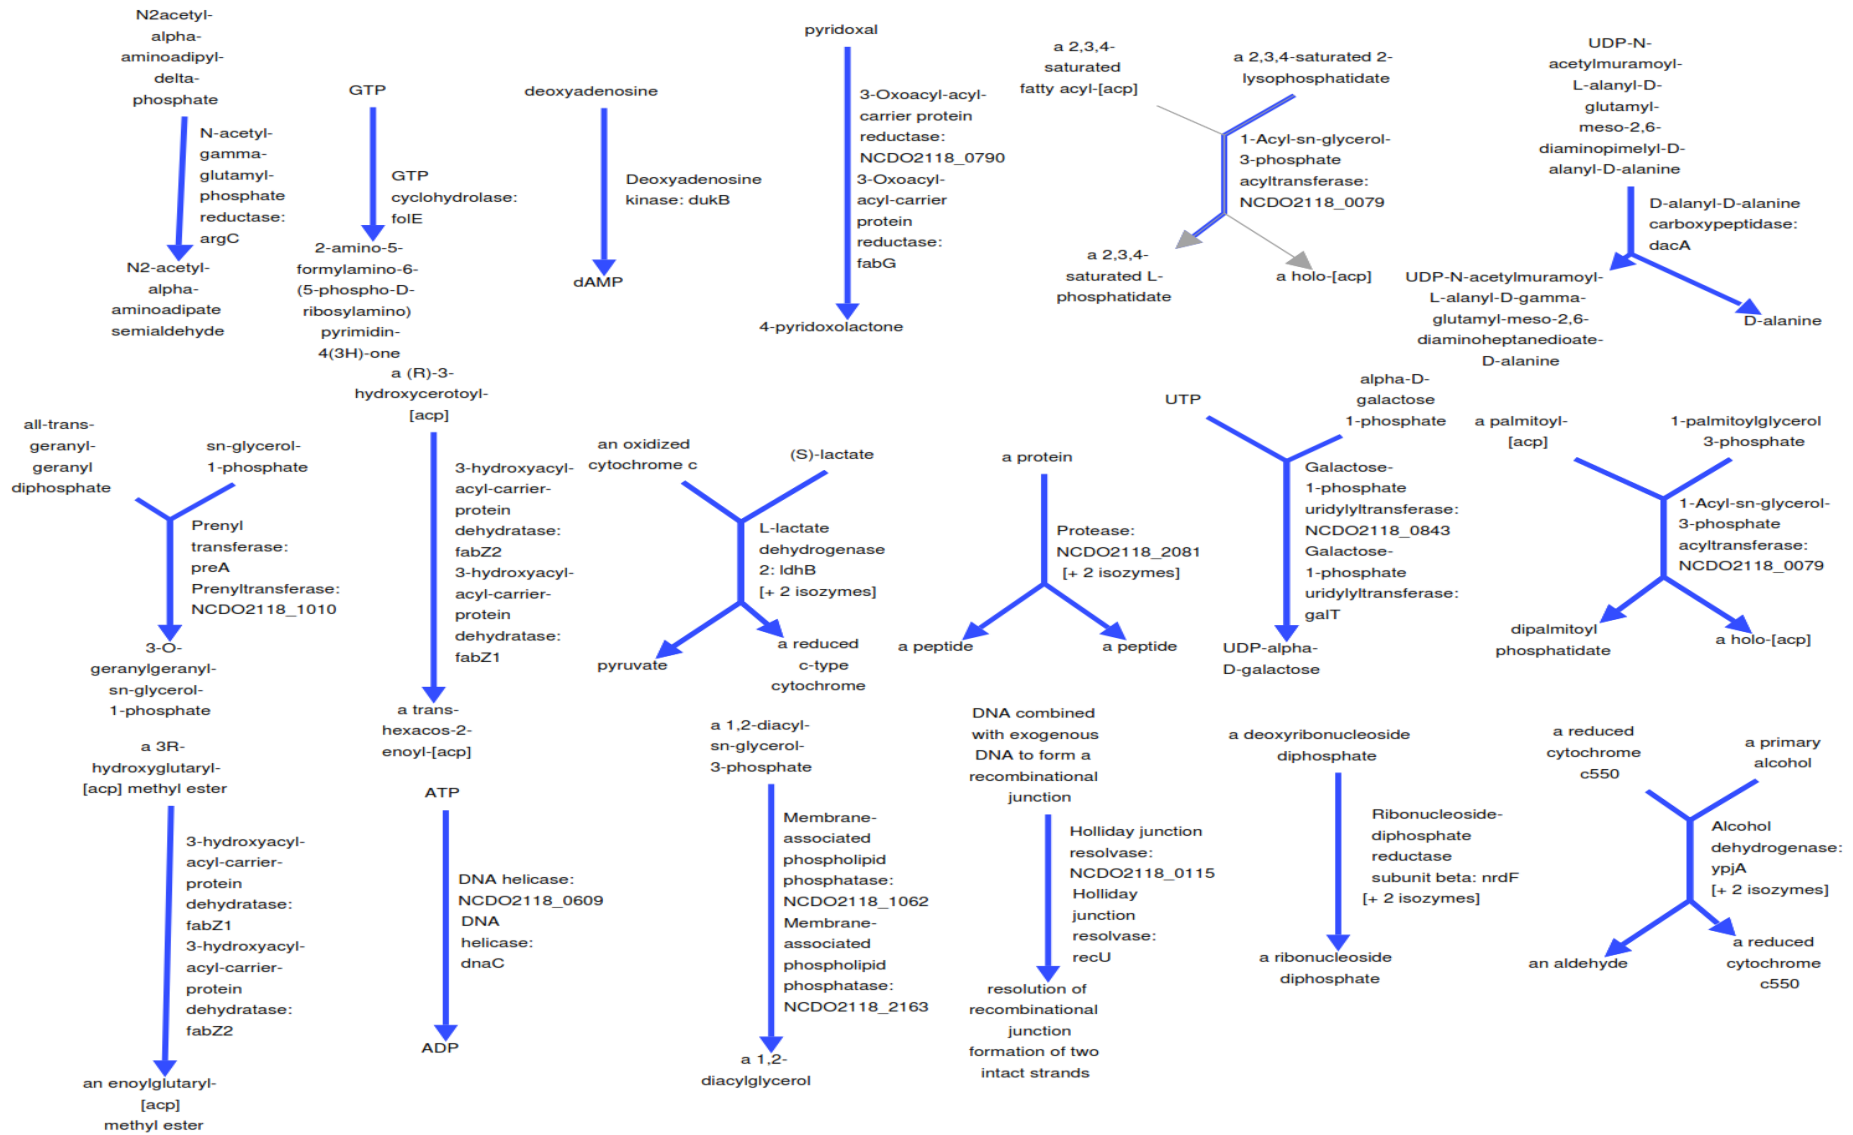 N2acetyl-
alpha-
aminoadipyl-
delta-
phosphate
N-acetyl-
gamma-
glutamyl-
phosphate
reductase:
argC
N2-acetyl-
alpha-
aminoadipate
semialdehyde
GTP
GTP
cyclohydrolase:
folE
2-amino-5-
formylamino-6-
(5-phospho-D-
ribosylamino)
pyrimidin-
4(3H)-one
deoxyadenosine
Deoxyadenosine
kinase: dukB
dAMP
pyridoxal
3-Oxoacyl-acyl-
carrier protein
reductase:
NCDO2118_0790
3-Oxoacyl-
acyl-carrier
protein
reductase:
fabG
4-pyridoxolactone
a 2,3,4-
saturated
fatty acyl-[acp]
a 2,3,4-saturated 2-
lysophosphatidate
1-Acyl-sn-glycerol-
3-phosphate
acyltransferase:
NCDO2118_0079
a 2,3,4-
saturated L-
phosphatidate
a holo-[acp]
UDP-N-
acetylmuramoyl-
L-alanyl-D-
glutamyl-
meso-2,6-
diaminopimelyl-D-
alanyl-D-alanine
D-alanyl-D-alanine
carboxypeptidase:
dacA
UDP-N-acetylmuramoyl-
L-alanyl-D-gamma-
glutamyl-meso-2,6-
diaminoheptanedioate-
D-alanine
D-alanine
all-trans-
geranyl-
geranyl
diphosphate
sn-glycerol-
1-phosphate
Prenyl
transferase:
preA
Prenyltransferase:
NCDO2118_1010
3-O-
geranylgeranyl-
sn-glycerol-
1-phosphate
a (R)-3-
hydroxycerotoyl-
[acp]
3-hydroxyacyl-
acyl-carrier-
protein
dehydratase:
fabZ2
3-hydroxyacyl-
acyl-carrier-
protein
dehydratase:
fabZ1
a trans-
hexacos-2-
enoyl-[acp]
an oxidized
cytochrome c
(S)-lactate
L-lactate
dehydrogenase
2: ldhB
[+ 2 isozymes]
pyruvate
a reduced
c-type
cytochrome
a protein
Protease:
NCDO2118_2081
[+ 2 isozymes]
a peptide
a peptide
UTP
alpha-D-
galactose
1-phosphate
Galactose-
1-phosphate
uridylyltransferase:
NCDO2118_0843
Galactose-
1-phosphate
uridylyltransferase:
galT
UDP-alpha-
D-galactose
a palmitoyl-
[acp]
1-palmitoylglycerol
3-phosphate
1-Acyl-sn-glycerol-
3-phosphate
acyltransferase:
NCDO2118_0079
dipalmitoyl
phosphatidate
a holo-[acp]
a 3R-
hydroxyglutaryl-
[acp] methyl ester
3-hydroxyacyl-
acyl-carrier-
protein
dehydratase:
fabZ1
3-hydroxyacyl-
acyl-carrier-
protein
dehydratase:
fabZ2
an enoylglutaryl-
[acp]
methyl ester
ATP
DNA helicase:
NCDO2118_0609
DNA
helicase:
dnaC
ADP
a 1,2-diacyl-
sn-glycerol-
3-phosphate
Membrane-
associated
phospholipid
phosphatase:
NCDO2118_1062
Membrane-
associated
phospholipid
phosphatase:
NCDO2118_2163
a 1,2-
diacylglycerol
DNA combined
with exogenous
DNA to form a
recombinational
junction
Holliday junction
resolvase:
NCDO2118_0115
Holliday
junction
resolvase:
recU
resolution of
recombinational
junction
formation of two
intact strands
a deoxyribonucleoside
diphosphate
Ribonucleoside-
diphosphate
reductase
subunit beta: nrdF
[+ 2 isozymes]
a ribonucleoside
diphosphate
a reduced
cytochrome
c550
a primary
alcohol
Alcohol
dehydrogenase:
ypjA
[+ 2 isozymes]
an aldehyde
a reduced
cytochrome
c550